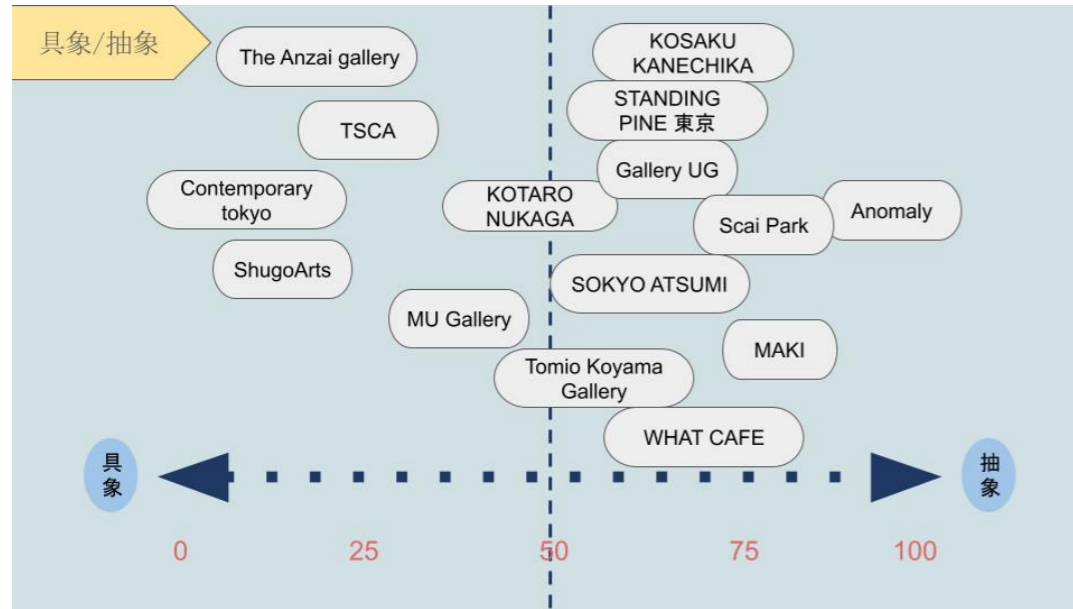 具象/抽象
The Anzai gallery
KOSAKU
KANECHIKA
STANDING
PINE 東京
TSCA
Gallery UG
Contemporary
tokyo
KOTARO
NUKAGA
Scai Park
Anomaly
ShugoArts
SOKYO ATSUMI
MU Gallery
MAKI
Tomio Koyama
Gallery
WHAT CAFE
具
象
抽
象
0
25
50
75
100